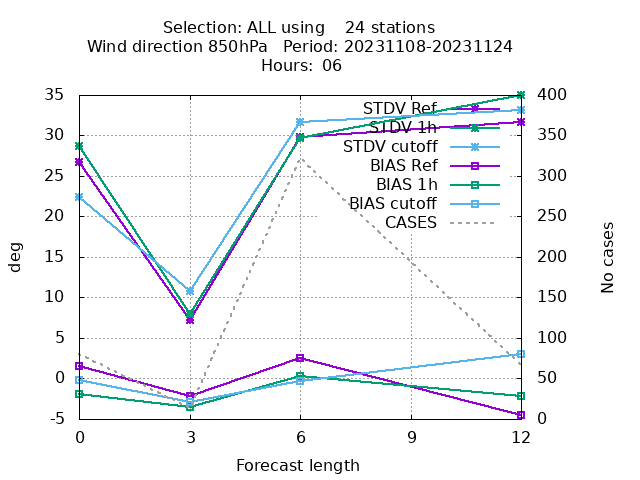 Selection: ALL using 24 stations
Wind direction 850hPa Period: 20231108-20231124
Hours: 06
35
30
25
20
15
10
5
0
-5
400
350
300
250
200
150
100
50
0
STDV Ref
STDV 1h
STDV cutoff
BIAS Ref
BIAS 1h
BIAS cutoff
CASES
deg
No cases
0 3 6 9 12
Forecast length